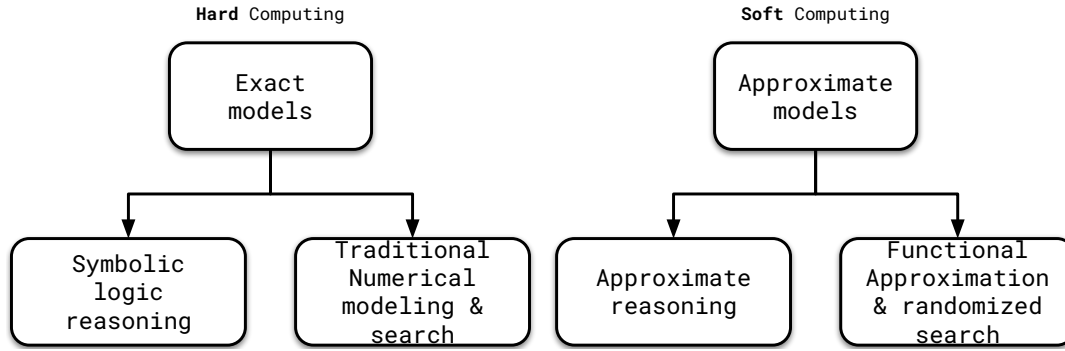 Hard Computing
Soft Computing
Exact
models
Approximate
models
Symbolic
logic
reasoning
Traditional
Numerical
modeling &
search
Approximate
reasoning
Functional
Approximation
& randomized
search